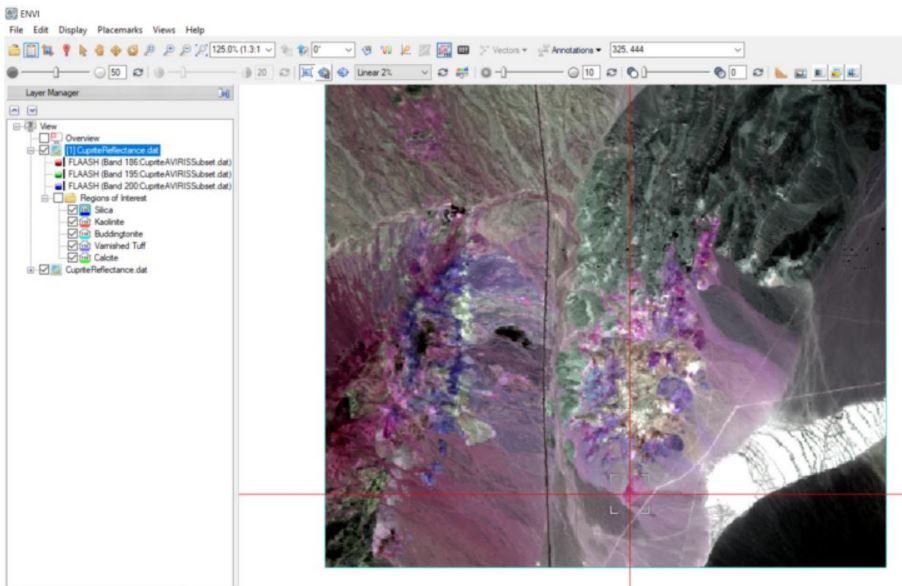 ENVI
File Edit Display Placemarks Views Help
125.0% (1.3:1 0° Vectors Annotations 325, 444
50 20 Linear 2% 10 0
Layer Manager
View
Overview
[1] CupriteReflectance.dat
FLAASH (Band 186:CupriteAVIRISSubset.dat)
FLAASH (Band 195:CupriteAVIRISSubset.dat)
FLAASH (Band 200:CupriteAVIRISSubset.dat)
Regions of Interest
Silica
Kaolinite
Buddingtonite
Varnished Tuff
Calcite
CupriteReflectance.dat